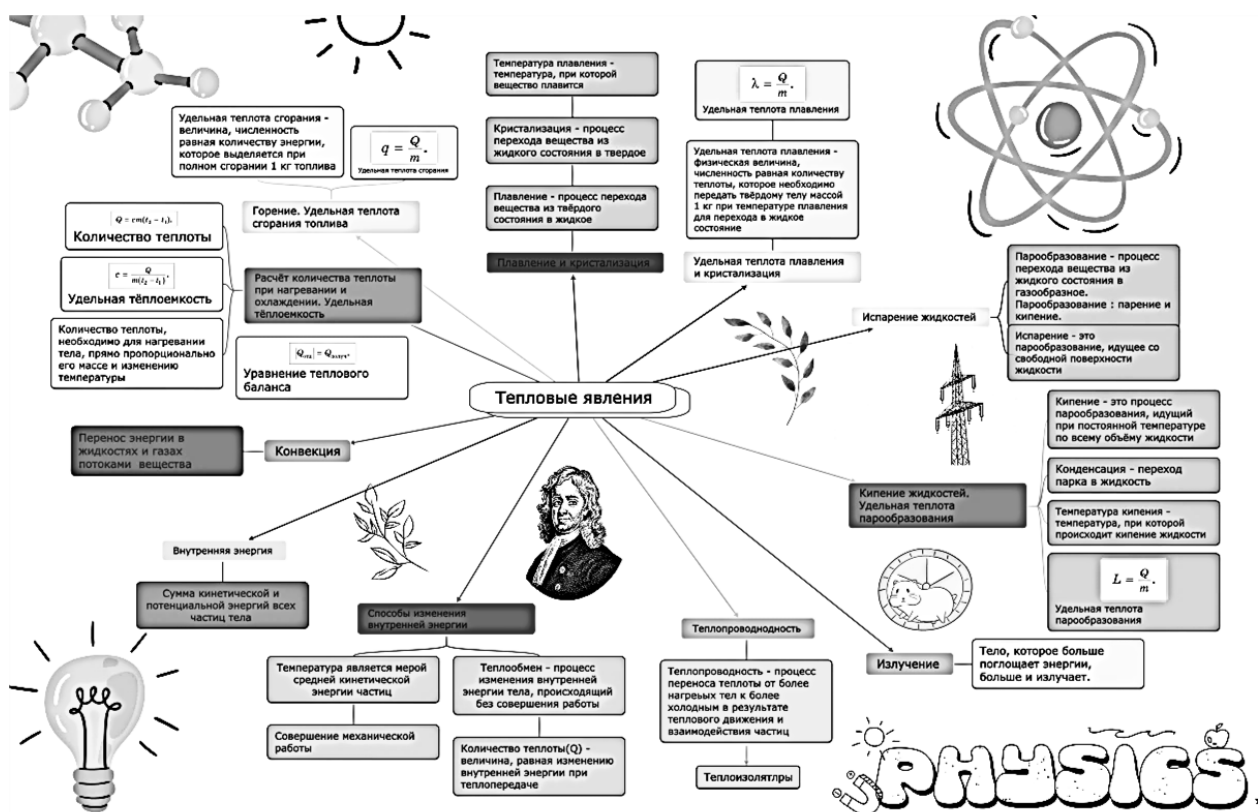 Температура плавления -
температура, при которой
вещество плавится
λ = Q/m.
Удельная теплота плавления
Удельная теплота сгорания -
величина, численность
равная количеству энергии,
которое выделяется при
полном сгорании 1 кг топлива
q = Q/m.
Удельная теплота сгорания
Кристализация - процесс
перехода вещества из
жидкого состояния в твердое
Удельная теплота плавления -
физическая величина,
численность равная количеству
теплоты, которое необходимо
передать твёрдому телу массой
1 кг при температуре плавления
для перехода в жидкое
состояние
Плавление - процесс перехода
вещества из твёрдого
состояния в жидкое
Горение. Удельная теплота
сгорания топлива
Q = cm(t₂ − t₁).
Количество теплоты
Плавление и кристализация
Удельная теплота плавления
и кристализация
c = Q/m(t₂ − t₁).
Удельная тёплоемкость
Расчёт количества теплоты
при нагревании и
охлаждении. Удельная
тёплоемкость
Парообразование - процесс
перехода вещества из
жидкого состояния в
газообразное.
Парообразование : парение и
кипение.
Испарение жидкостей
Испарение - это
парообразование, идущее со
свободной поверхности
жидкости
Количество теплоты,
необходимо для нагревании
тела, прямо пропорционально
его массе и изменению
температуры
Уравнение теплового
баланса
Тепловые явления
Перенос энергии в
жидкостях и газах
потоками вещества
Конвекция
Кипение - это процесс
парообразования, идущий
при постоянной температуре
по всему объёму жидкости
Конденсация - переход
парка в жидкость
Кипение жидкостей.
Удельная теплота
парообразования
Температура кипения -
температура, при которой
происходит кипение жидкости
L = Q/m.
Удельная теплота
парообразования
Внутренняя энергия
Сумма кинетической и
потенциальной энергий всех
частиц тела
Способы изменения
внутренней энергии
Температура является мерой
средней кинетической
энергии частиц
Совершение механической
работы
Теплообмен - процесс
изменения внутренней
энергии тела, происходящий
без совершения работы
Количество теплоты(Q) -
величина, равная изменению
внутренней энергии при
теплопередаче
Теплопроводнодность
Теплопроводность - процесс
переноса теплоты от более
нагреых тел к более
холодным в результате
теплового движения и
взаимодействия частиц
Теплоизолятлры
Излучение
Тело, которое больше
поглощает энергии,
больше и излучает.
PHYSICS